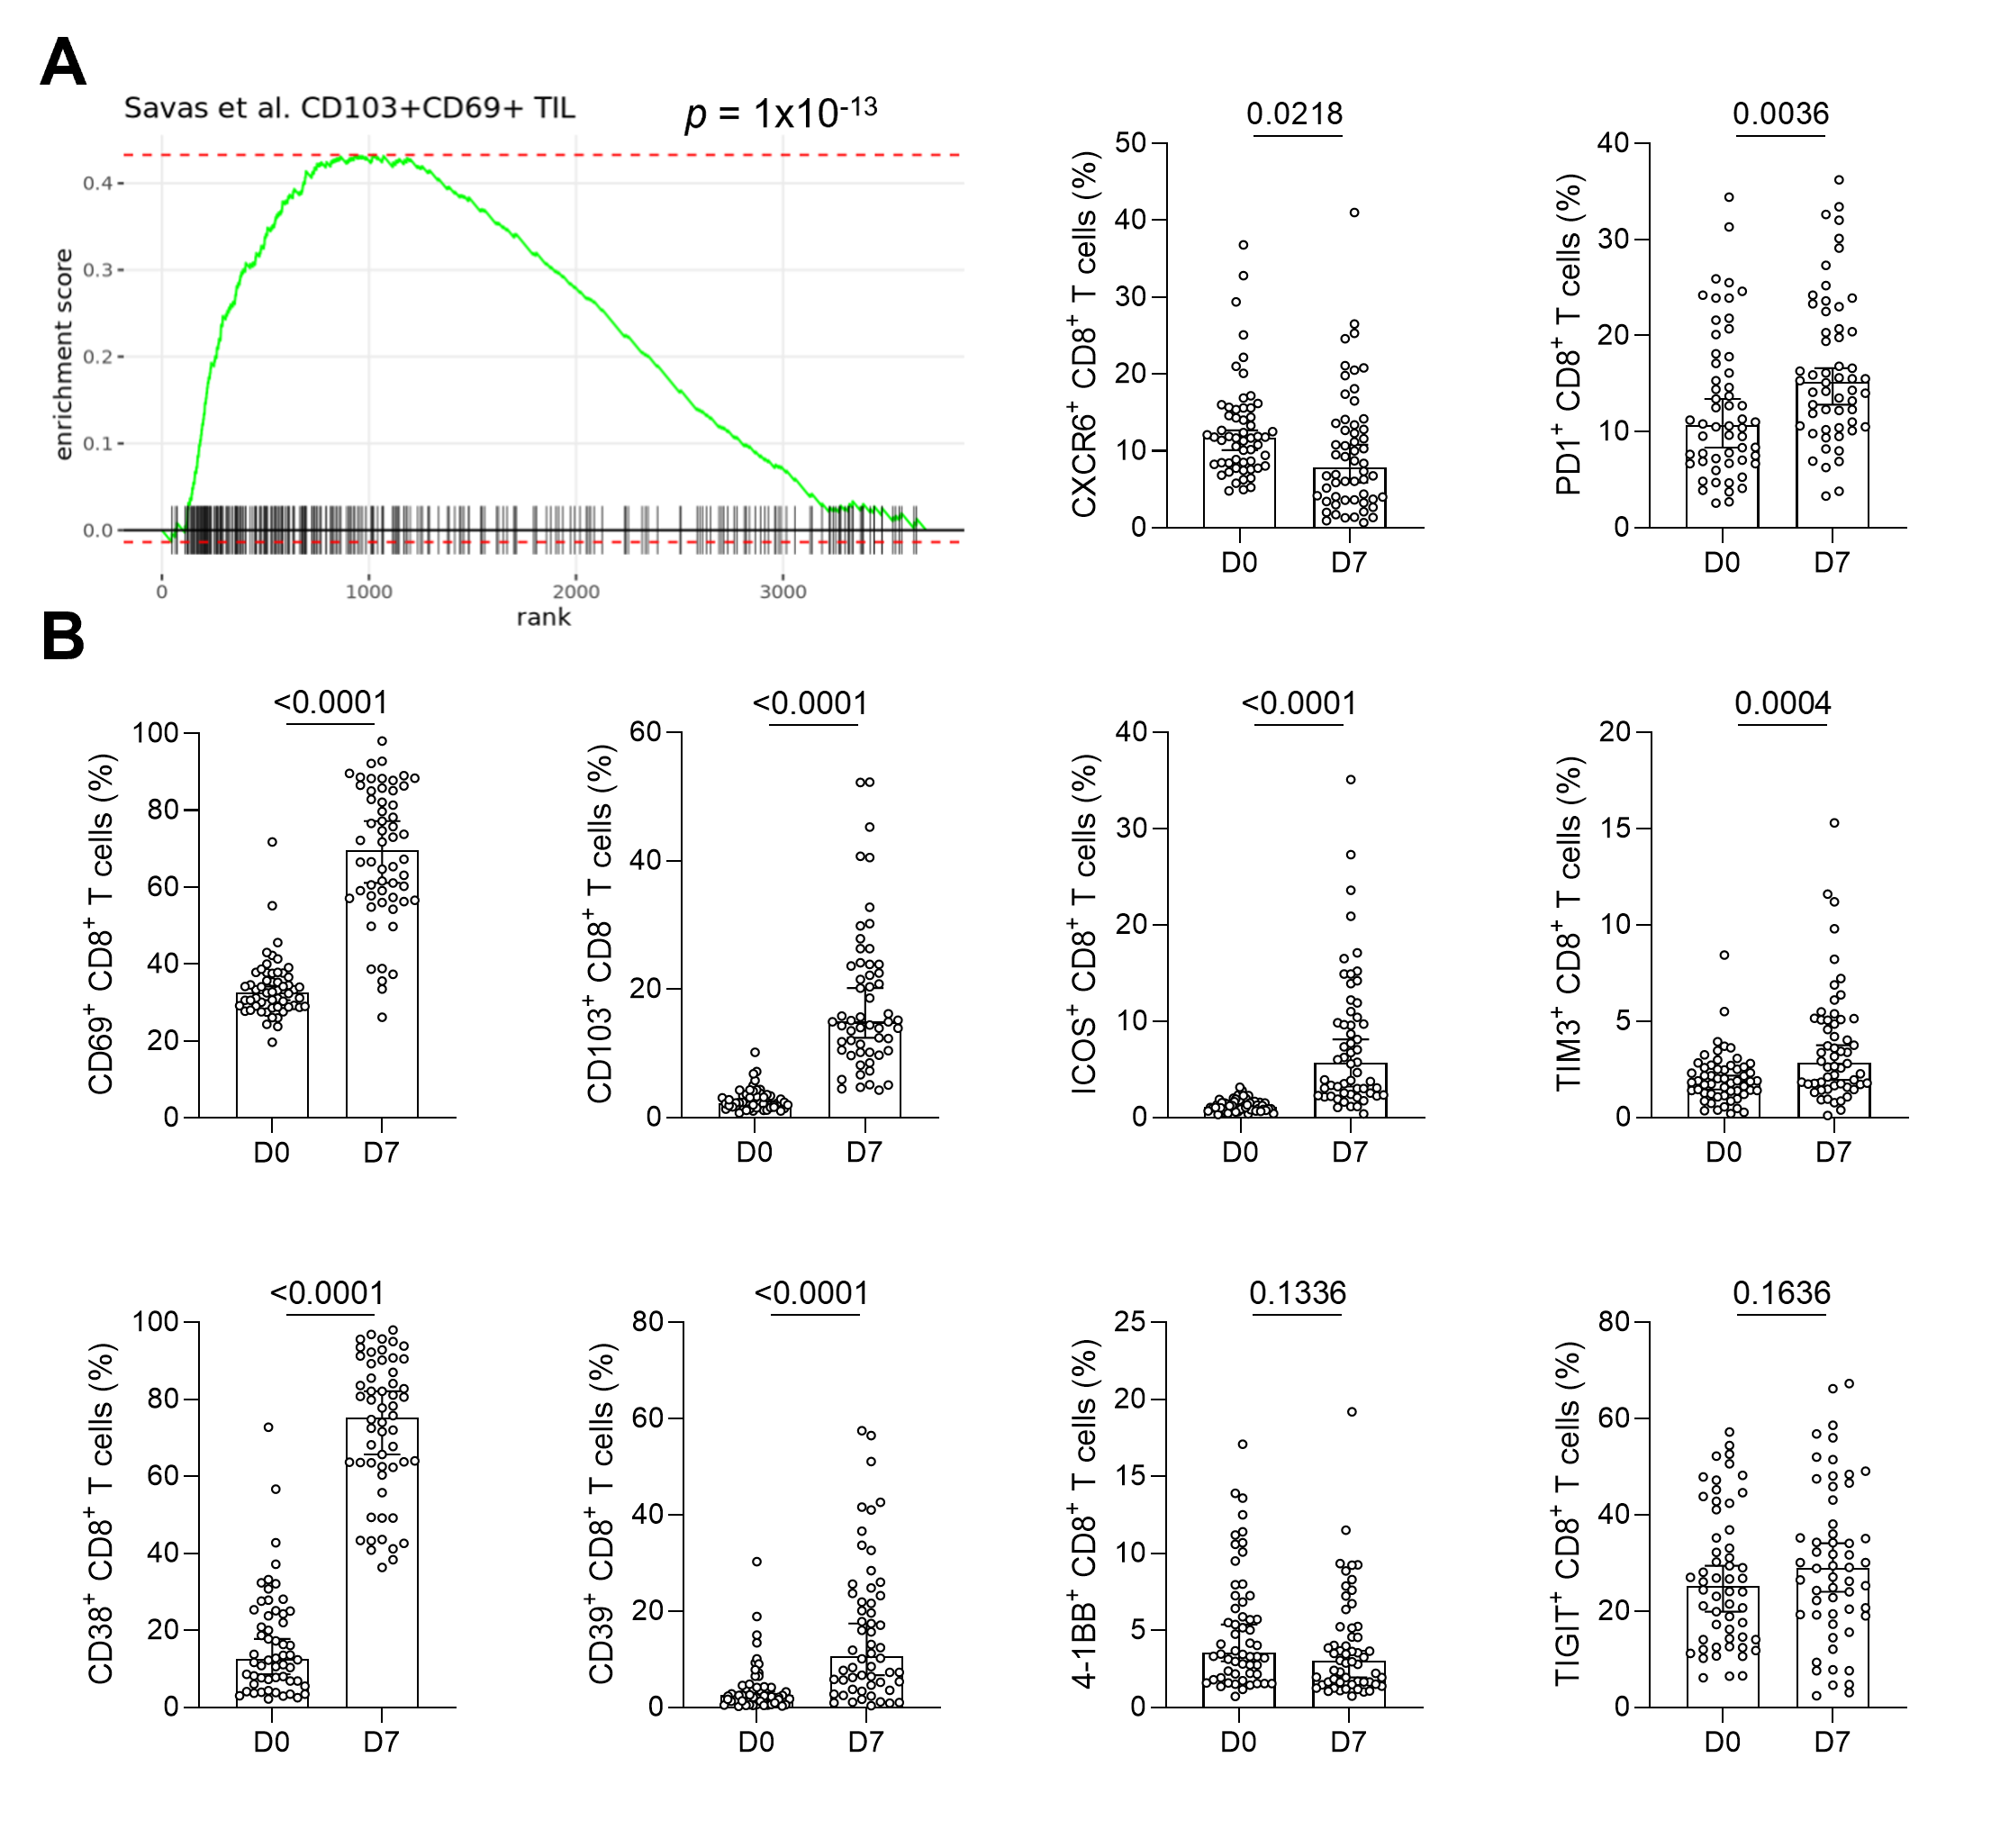 A
Savas et al. CD103+CD69+ TIL
p = 1x10-13
enrichment score
0.4
0.3
0.2
0.1
0.0
0 1000 2000 3000
rank
0.0218
CXCR6+ CD8+ T cells (%)
50
40
30
20
10
0
D0 D7
0.0036
PD1+ CD8+ T cells (%)
40
30
20
10
0
D0 D7
B
<0.0001
CD69+ CD8+ T cells (%)
100
80
60
40
20
0
D0 D7
<0.0001
CD103+ CD8+ T cells (%)
60
40
20
0
D0 D7
<0.0001
ICOS+ CD8+ T cells (%)
40
30
20
10
0
D0 D7
0.0004
TIM3+ CD8+ T cells (%)
20
15
10
5
0
D0 D7
<0.0001
CD38+ CD8+ T cells (%)
100
80
60
40
20
0
D0 D7
<0.0001
CD39+ CD8+ T cells (%)
80
60
40
20
0
D0 D7
0.1336
4-1BB+ CD8+ T cells (%)
25
20
15
10
5
0
D0 D7
0.1636
TIGIT+ CD8+ T cells (%)
80
60
40
20
0
D0 D7